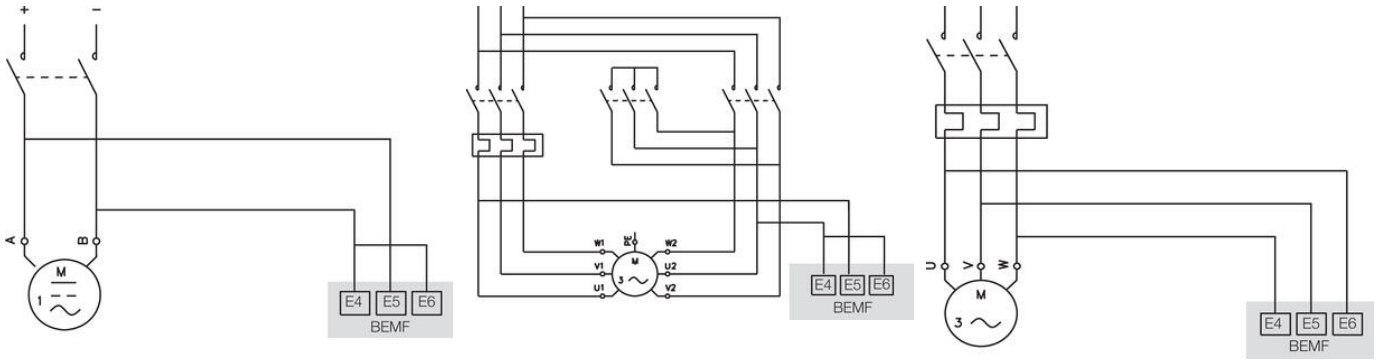 + −
A B
M
1
E4 E5 E6
BEMF
PE
W1 M W2
V1 3 U2
U1 V2
E4 E5 E6
BEMF
U V W
M
3
E4 E5 E6
BEMF